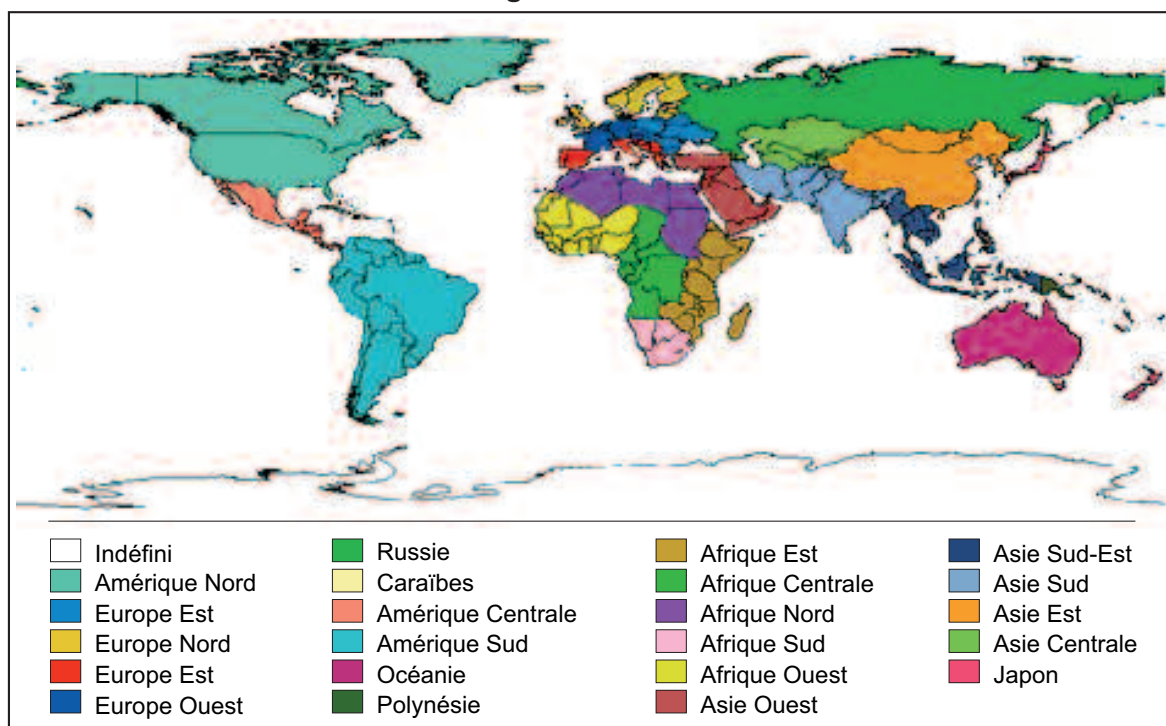 Indéfini
Amérique Nord
Europe Est
Europe Nord
Europe Est
Europe Ouest
Russie
Caraïbes
Amérique Centrale
Amérique Sud
Océanie
Polynésie
Afrique Est
Afrique Centrale
Afrique Nord
Afrique Sud
Afrique Ouest
Asie Ouest
Asie Sud-Est
Asie Sud
Asie Est
Asie Centrale
Japon